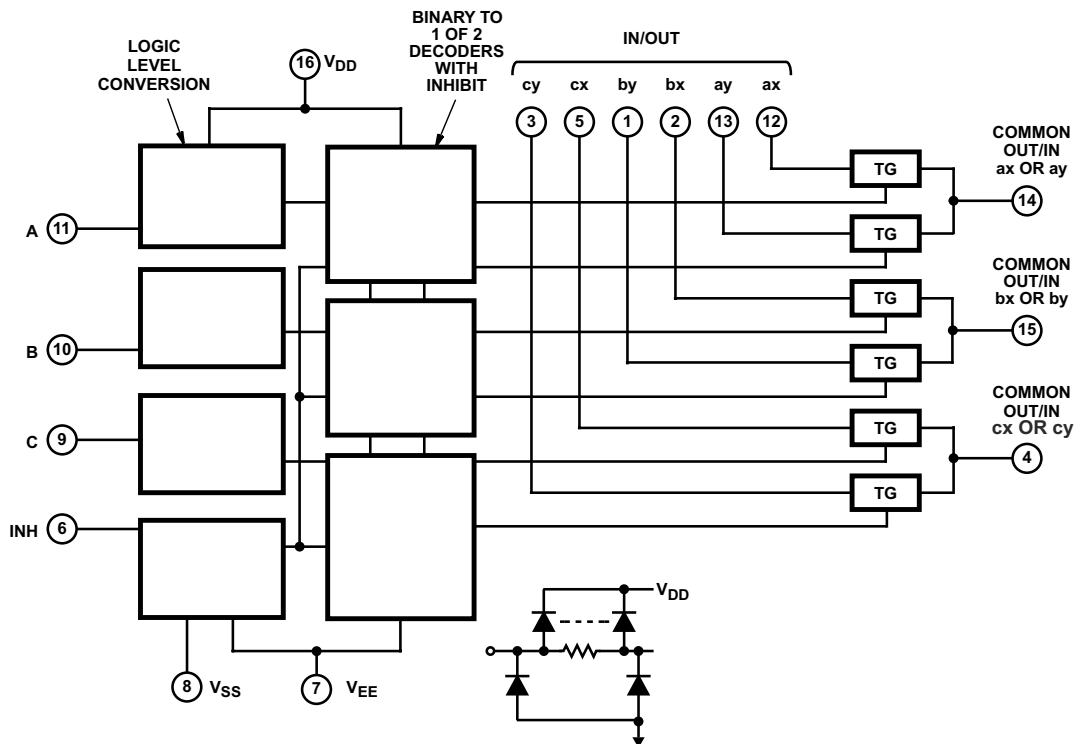 LOGIC
LEVEL
CONVERSION
16 VDD
BINARY TO
1 OF 2
DECODERS
WITH
INHIBIT
IN/OUT
cy cx by bx ay ax
3 5 1 2 13 12
COMMON
OUT/IN
ax OR ay
14
TG
TG
A 11
COMMON
OUT/IN
bx OR by
15
TG
TG
B 10
COMMON
OUT/IN
cx OR cy
4
TG
TG
C 9
INH 6
8 VSS
7 VEE
VDD